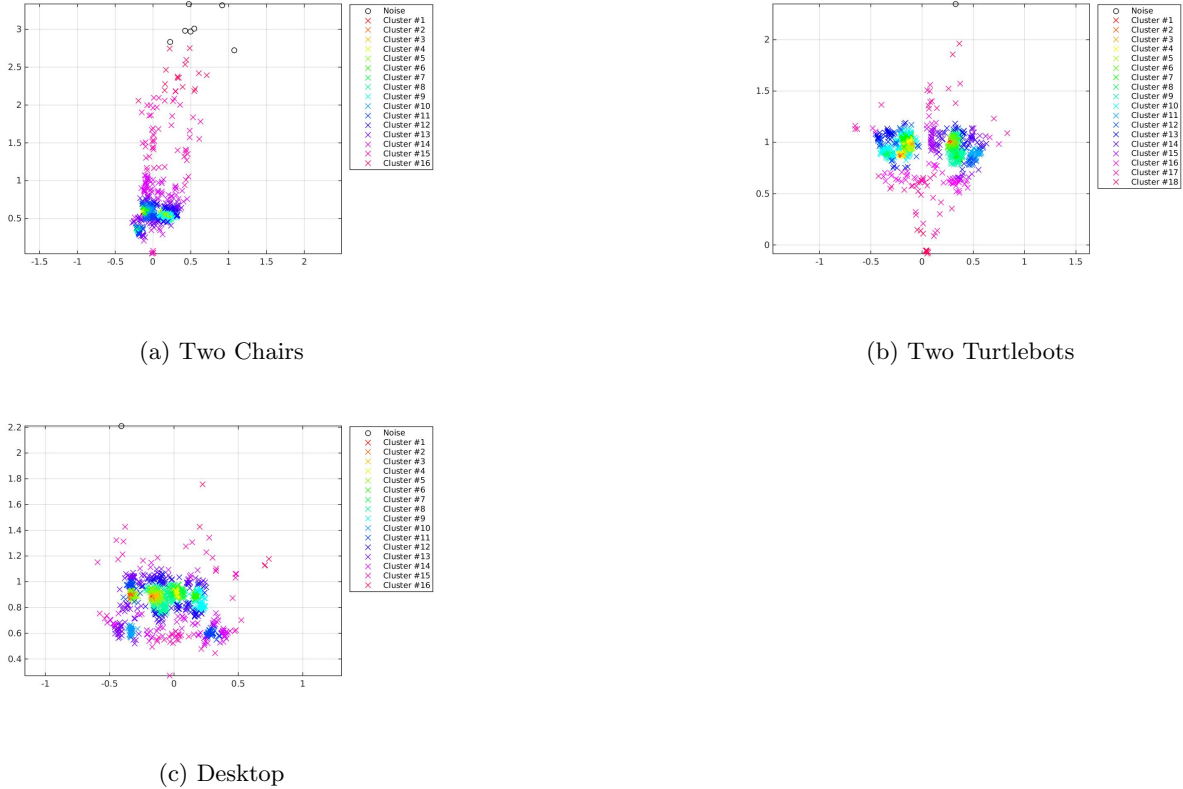 3
2.5
2
1.5
1
0.5
-1.5 -1 -0.5 0 0.5 1 1.5 2
Noise
Cluster #1
Cluster #2
Cluster #3
Cluster #4
Cluster #5
Cluster #6
Cluster #7
Cluster #8
Cluster #9
Cluster #10
Cluster #11
Cluster #12
Cluster #13
Cluster #14
Cluster #15
Cluster #16
(a) Two Chairs
2
1.5
1
0.5
0
-1 -0.5 0 0.5 1 1.5
Noise
Cluster #1
Cluster #2
Cluster #3
Cluster #4
Cluster #5
Cluster #6
Cluster #7
Cluster #8
Cluster #9
Cluster #10
Cluster #11
Cluster #12
Cluster #13
Cluster #14
Cluster #15
Cluster #16
Cluster #17
Cluster #18
(b) Two Turtlebots
2.2
2
1.8
1.6
1.4
1.2
1
0.8
0.6
0.4
-1 -0.5 0 0.5 1
Noise
Cluster #1
Cluster #2
Cluster #3
Cluster #4
Cluster #5
Cluster #6
Cluster #7
Cluster #8
Cluster #9
Cluster #10
Cluster #11
Cluster #12
Cluster #13
Cluster #14
Cluster #15
Cluster #16
(c) Desktop